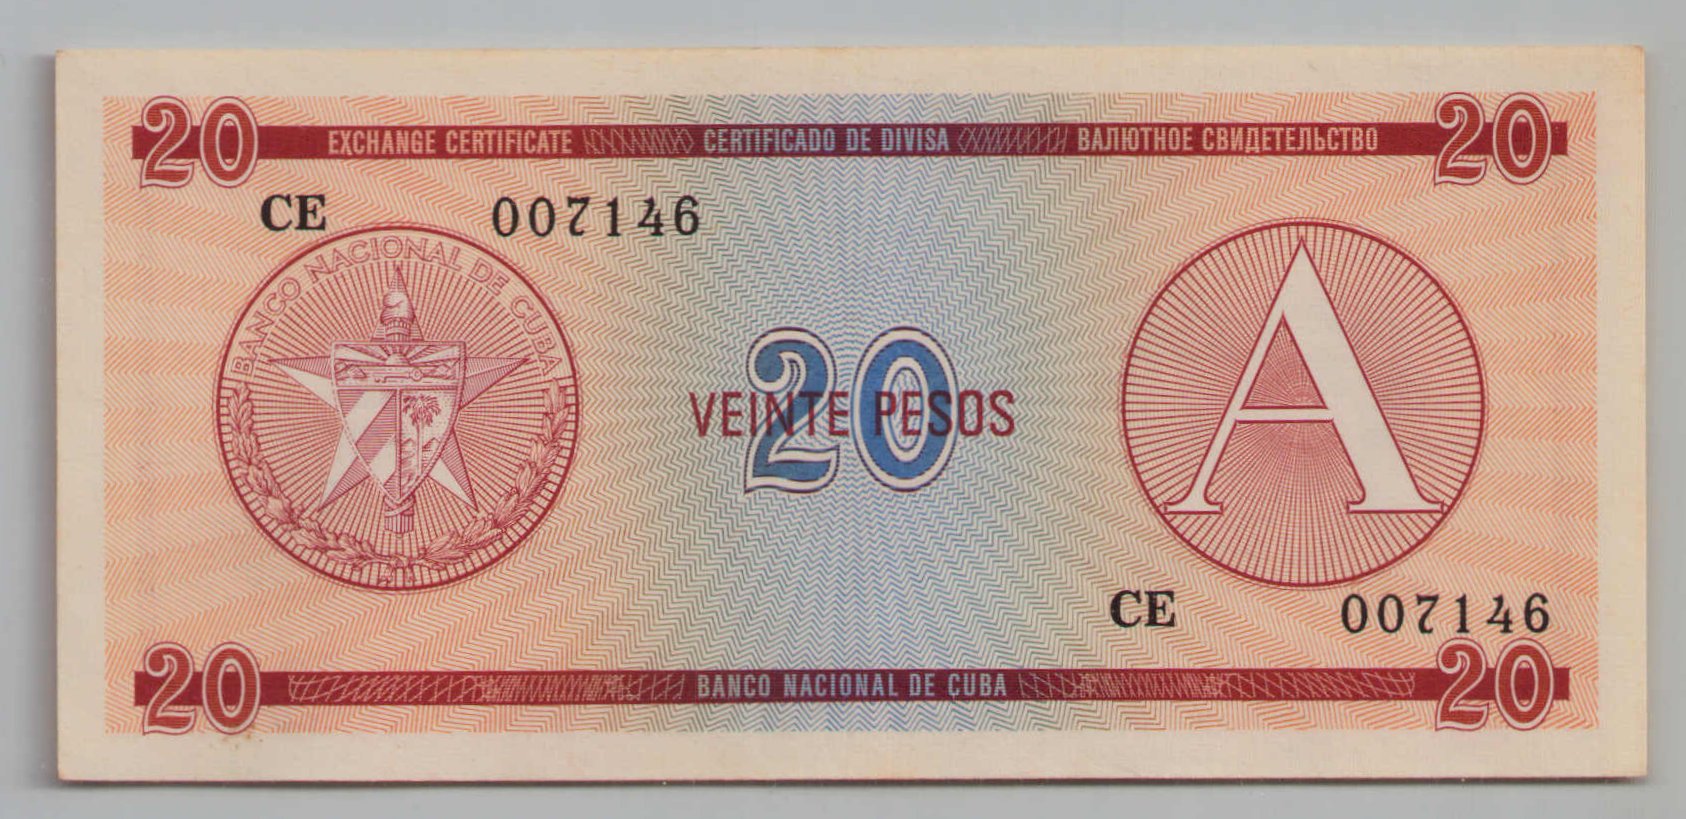 20 EXCHANGE CERTIFICATE CERTIFICADO DE DIVISA ВАЛЮТНОЕ СВИДЕТЕЛЬСТВО 20
CE 007146
BANCO NACIONAL DE CUBA
A
20
VEINTE PESOS
CE 007146
20 BANCO NACIONAL DE CUBA 20